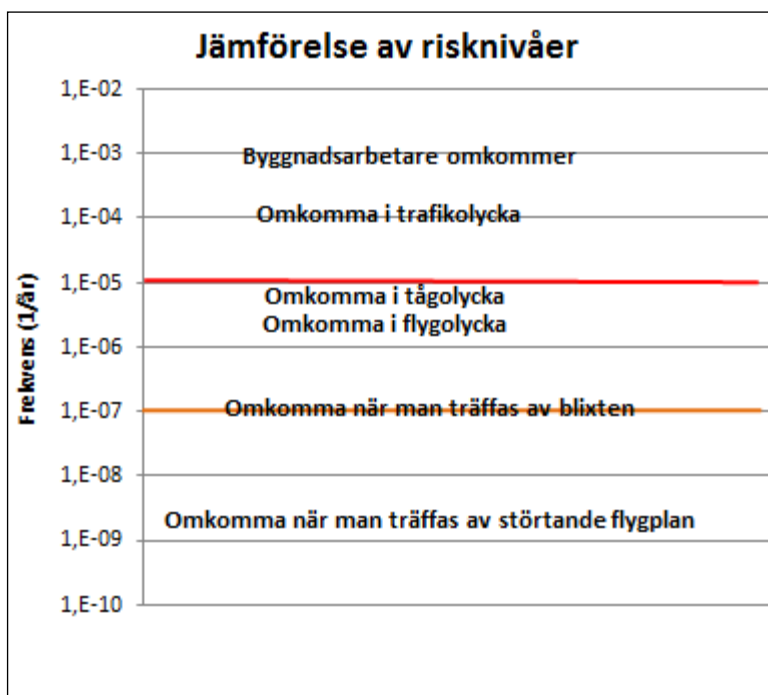 Jämförelse av risknivåer
1,E-02
1,E-03
Byggnadsarbetare omkommer
1,E-04
Omkomma i trafikolycka
1,E-05
Omkomma i tågolycka
Omkomma i flygolycka
1,E-06
1,E-07
Omkomma när man träffas av blixten
1,E-08
Omkomma när man träffas av störtande flygplan
1,E-09
1,E-10
Frekvens (1/år)